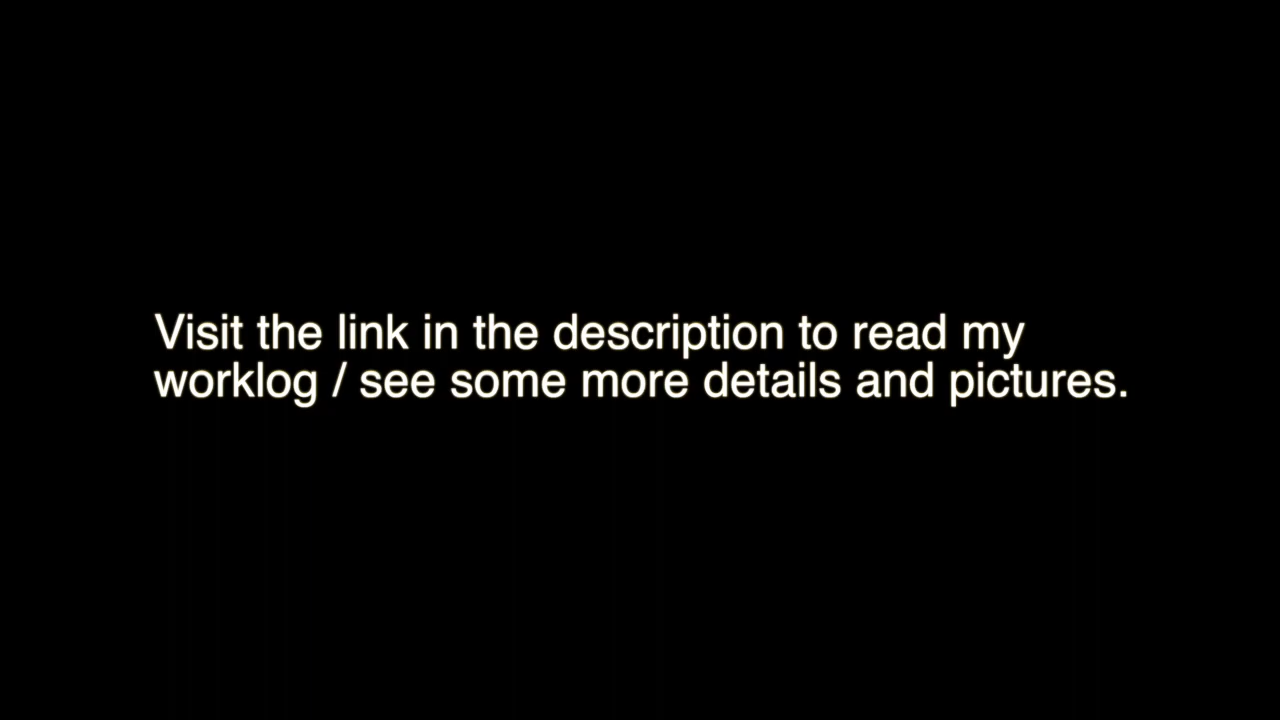 Visit the link in the description to read my
worklog / see some more details and pictures.